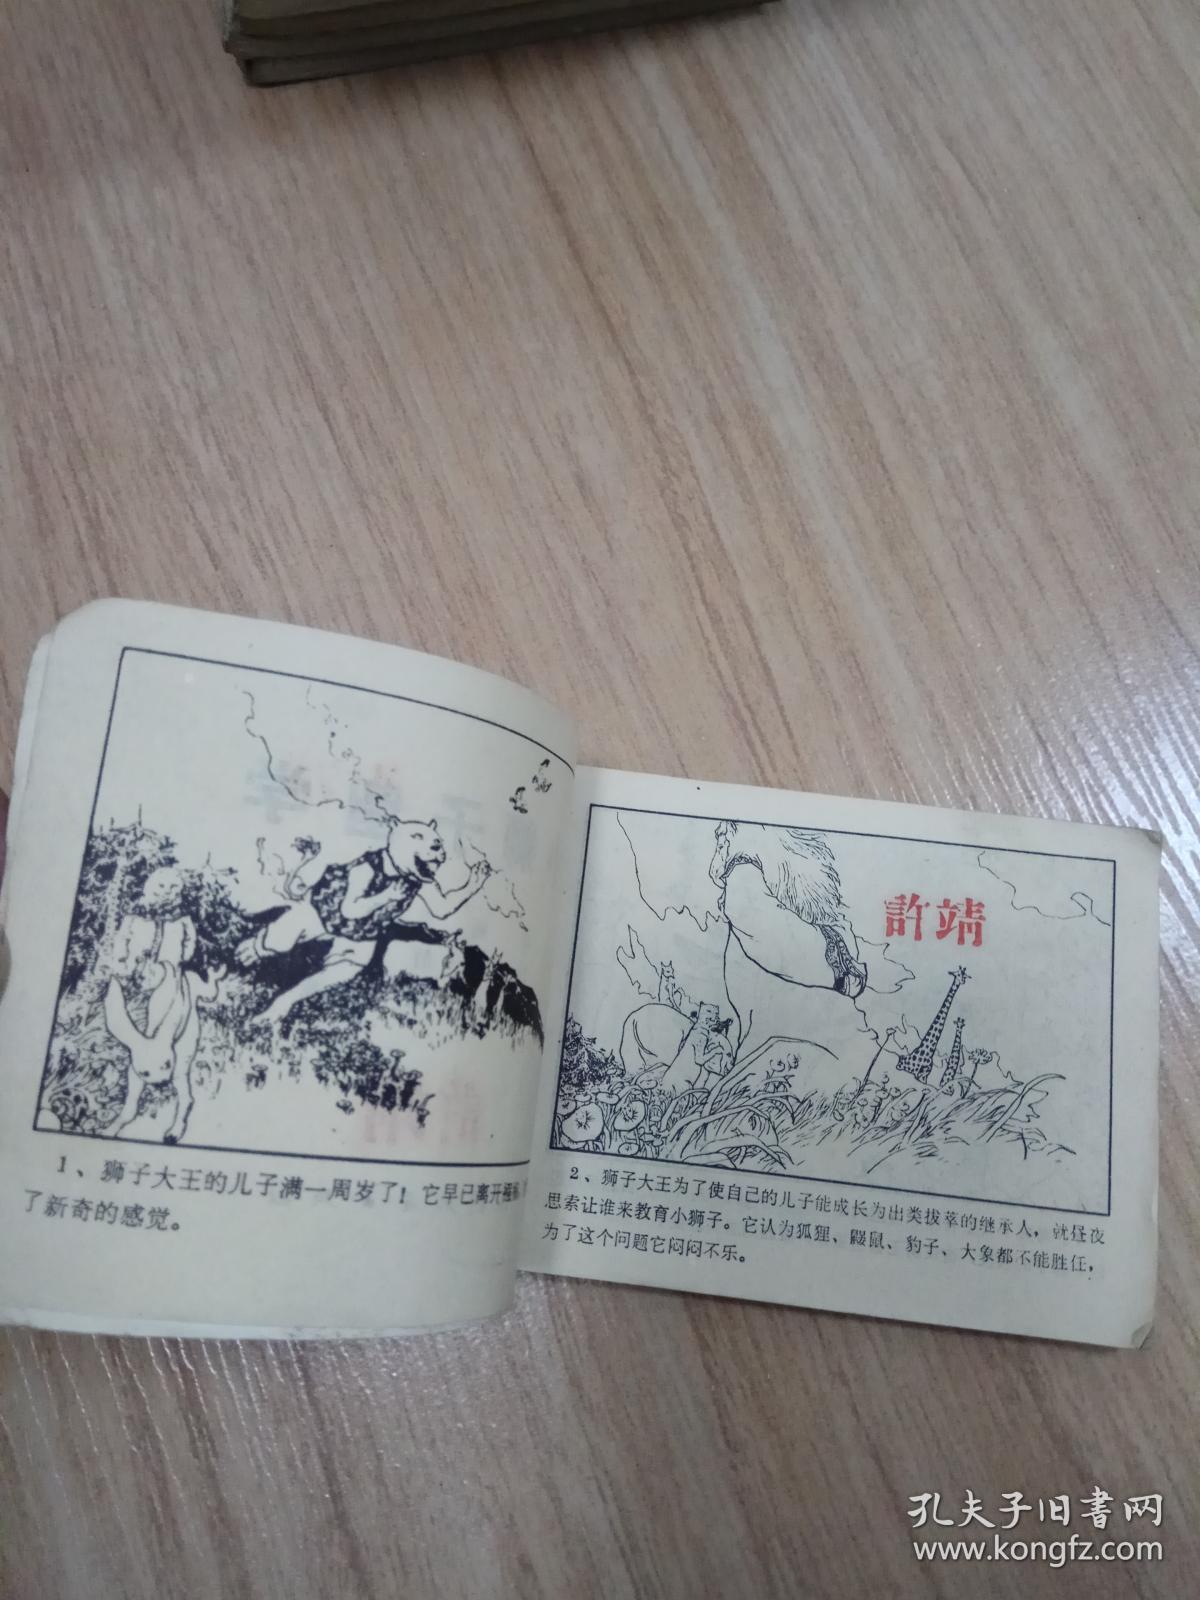 1、狮子大王的儿子满一周岁了！它早已离开
了新奇的感觉。
許靖
2、狮子大王为了使自己的儿子能成长为出类拔萃的继承人，就昼夜
思索让谁来教育小狮子。它认为狐狸、鼹鼠、豹子、大象都不能胜任，
为了这个问题它闷闷不乐。
孔夫子旧书网
www.kongfz.com